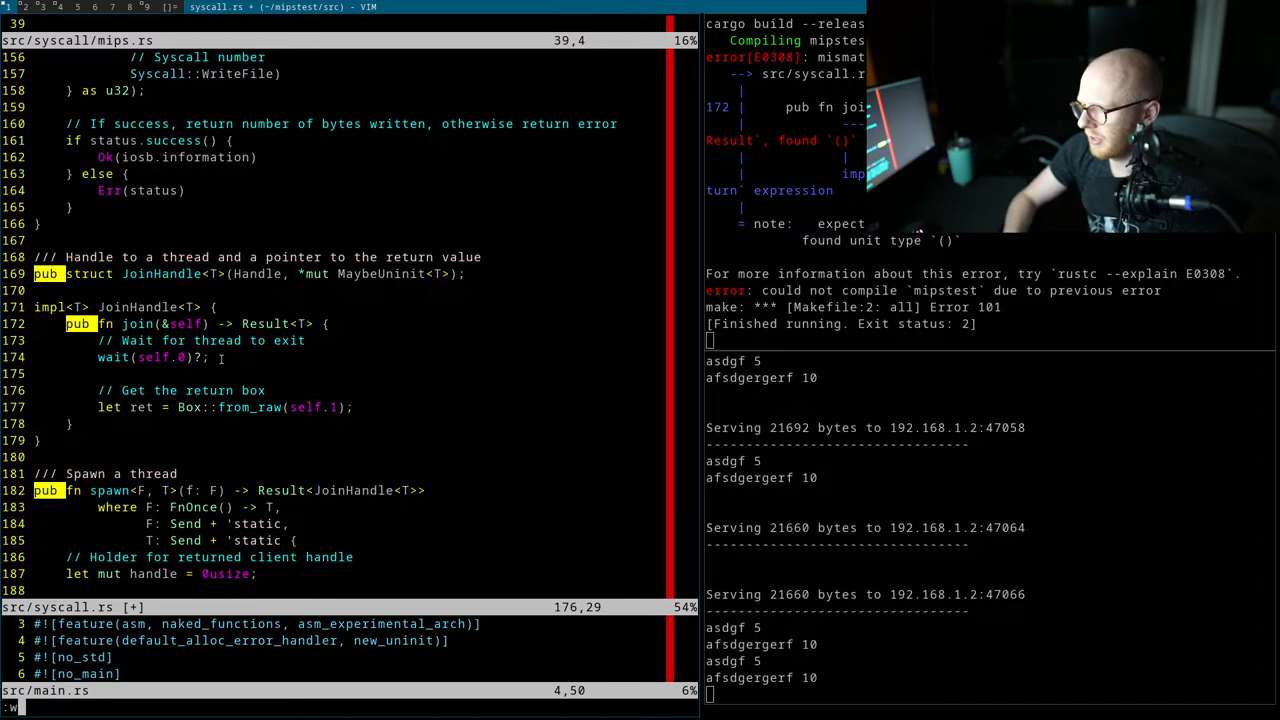 1 2 3 4 5 6 7 8 9 []= syscall.rs + (~/mipstest/src) - VIM
39
src/syscall/mips.rs 39,4 16%
156 // Syscall number
157 Syscall::WriteFile)
158 } as u32);
159
160 // If success, return number of bytes written, otherwise return error
161 if status.success() {
162 Ok(iosb.information)
163 } else {
164 Err(status)
165 }
166 }
167
168 /// Handle to a thread and a pointer to the return value
169 pub struct JoinHandle<T>(Handle, *mut MaybeUninit<T>);
170
171 impl<T> JoinHandle<T> {
172 pub fn join(&self) -> Result<T> {
173 // Wait for thread to exit
174 wait(self.0)?;
175
176 // Get the return box
177 let ret = Box::from_raw(self.1);
178 }
179 }
180
181 /// Spawn a thread
182 pub fn spawn<F, T>(f: F) -> Result<JoinHandle<T>>
183 where F: FnOnce() -> T,
184 F: Send + 'static,
185 T: Send + 'static {
186 // Holder for returned client handle
187 let mut handle = 0usize;
188
src/syscall.rs [+] 176,29 54%
3 #![feature(asm, naked_functions, asm_experimental_arch)]
4 #![feature(default_alloc_error_handler, new_uninit)]
5 #![no_std]
6 #![no_main]
src/main.rs 4,50 6%
:w
cargo build --releas
Compiling mipstes
error[E0308]: mismat
--> src/syscall.r
|
172 | pub fn joi
| ---
Result`, found `()`
| |
| imp
turn` expression
|
= note: expect
found unit type `()`
For more information about this error, try `rustc --explain E0308`.
error: could not compile `mipstest` due to previous error
make: *** [Makefile:2: all] Error 101
[Finished running. Exit status: 2]
asdgf 5
afsdgergerf 10
Serving 21692 bytes to 192.168.1.2:47058
---------------------------------
asdgf 5
afsdgergerf 10
Serving 21660 bytes to 192.168.1.2:47064
---------------------------------
Serving 21660 bytes to 192.168.1.2:47066
---------------------------------
asdgf 5
afsdgergerf 10
asdgf 5
afsdgergerf 10